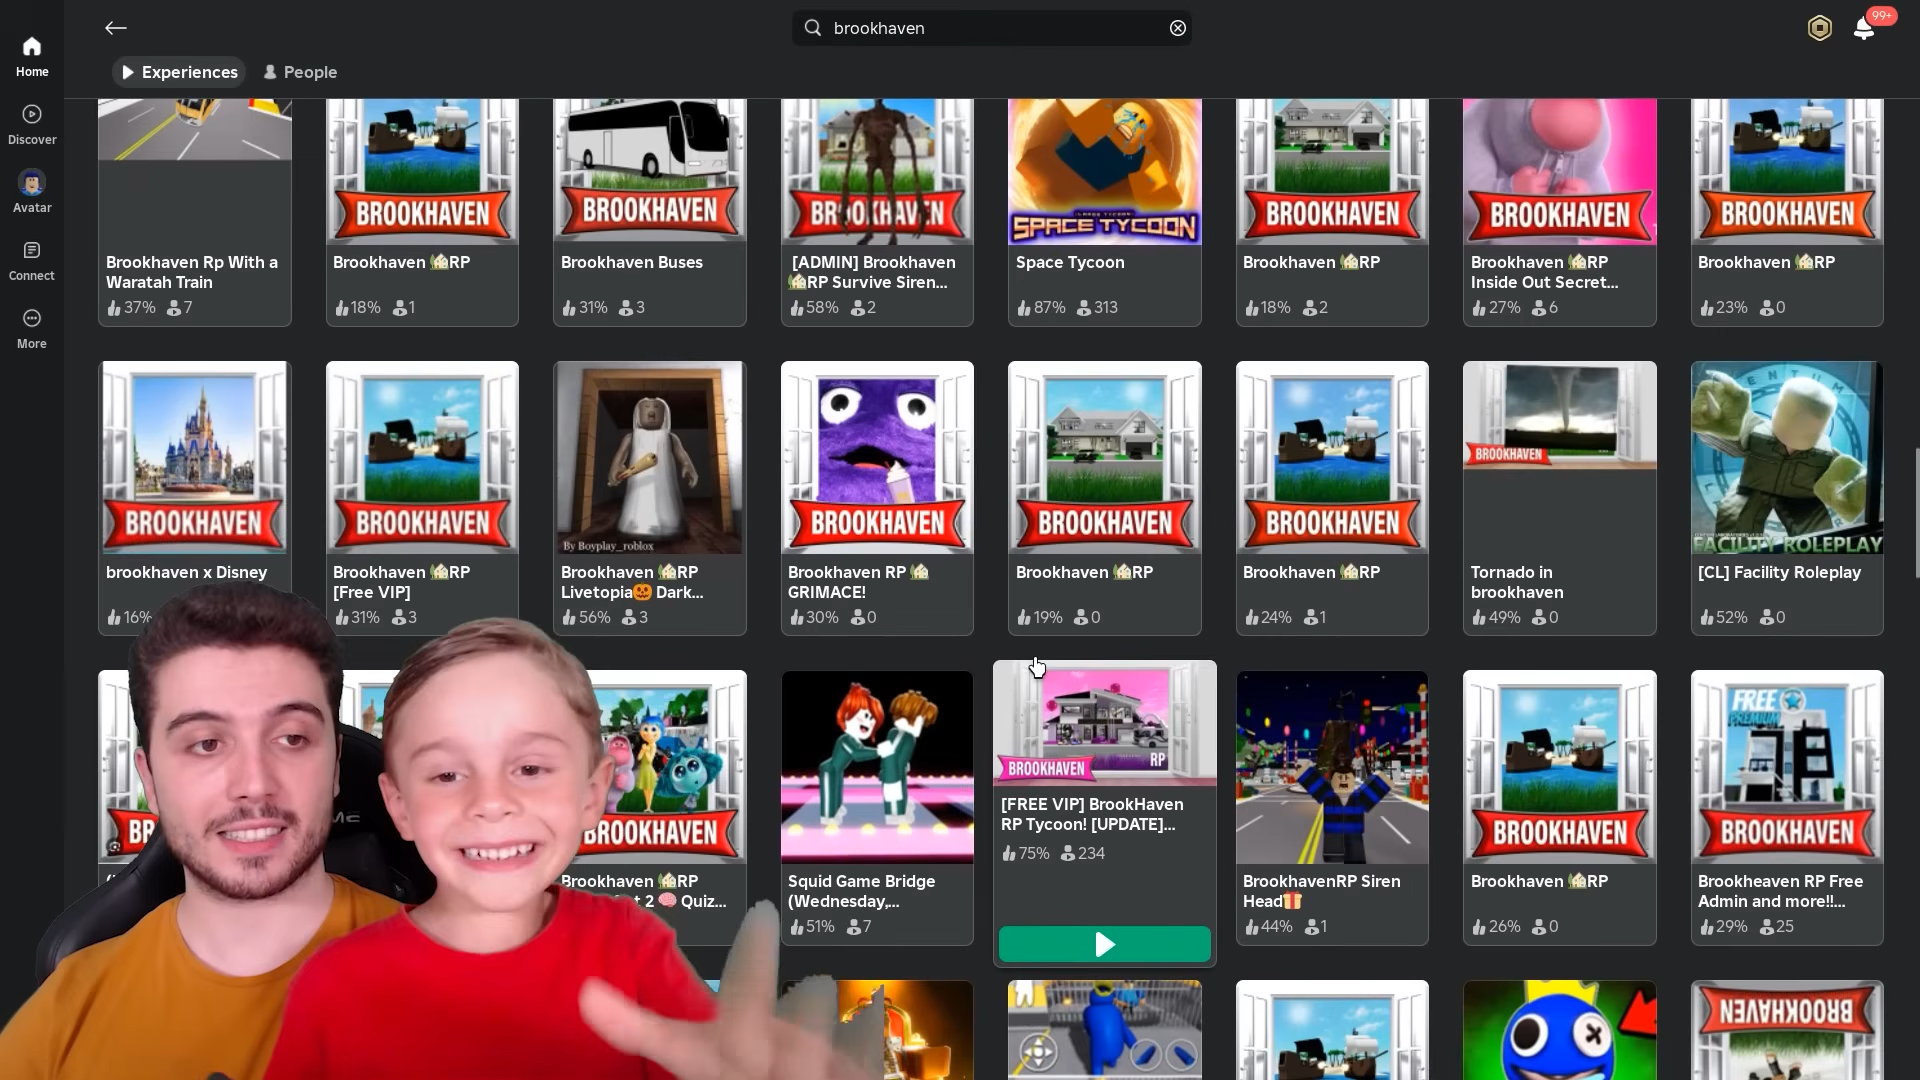 brookhaven
99+
Experiences
People
Home
Discover
Avatar
Connect
More
BROOKHAVEN
BROOKHAVEN
BROOKHAVEN
SPACE TYCOON
BROOKHAVEN
BROOKHAVEN
BROOKHAVEN
Brookhaven Rp With a
Waratah Train
37% 7
Brookhaven 🏡RP
18% 1
Brookhaven Buses
31% 3
[ADMIN] Brookhaven
🏡RP Survive Siren...
58% 2
Space Tycoon
87% 313
Brookhaven 🏡RP
18% 2
Brookhaven 🏡RP
Inside Out Secret...
27% 6
Brookhaven 🏡RP
23% 0
BROOKHAVEN
BROOKHAVEN
By Boyplay_roblox
BROOKHAVEN
BROOKHAVEN
BROOKHAVEN
BROOKHAVEN
FACILITY ROLEPLAY
brookhaven x Disney
16%
Brookhaven 🏡RP
[Free VIP]
31% 3
Brookhaven 🏡RP
Livetopia🎃 Dark...
56% 3
Brookhaven RP 🏡
GRIMACE!
30% 0
Brookhaven 🏡RP
19% 0
Brookhaven 🏡RP
24% 1
Tornado in
brookhaven
49% 0
[CL] Facility Roleplay
52% 0
BR
BROOKHAVEN
BROOKHAVEN RP
BROOKHAVEN
FREE
PREMIUM
BROOKHAVEN
Brookhaven 🏡RP
t 2 🧠 Quiz...
Squid Game Bridge
(Wednesday,...
51% 7
[FREE VIP] BrookHaven
RP Tycoon! [UPDATE]...
75% 234
BrookhavenRP Siren
Head🎁
44% 1
Brookhaven 🏡RP
26% 0
Brookheaven RP Free
Admin and more!!...
29% 25
BROOKHAVEN